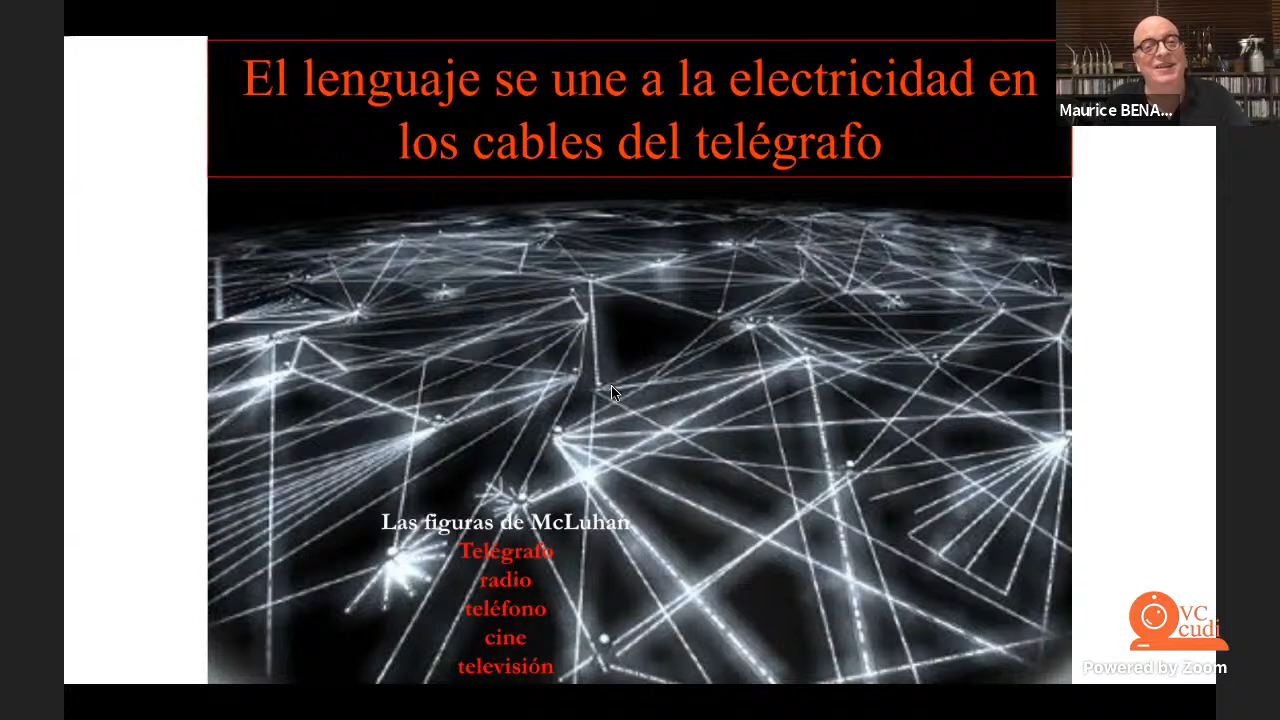 El lenguaje se une a la electricidad en
los cables del telégrafo
Maurice BENA...
Las figuras de McLuhan
Telégrafo
radio
teléfono
cine
televisión
VC
cudi
Powered by Zoom